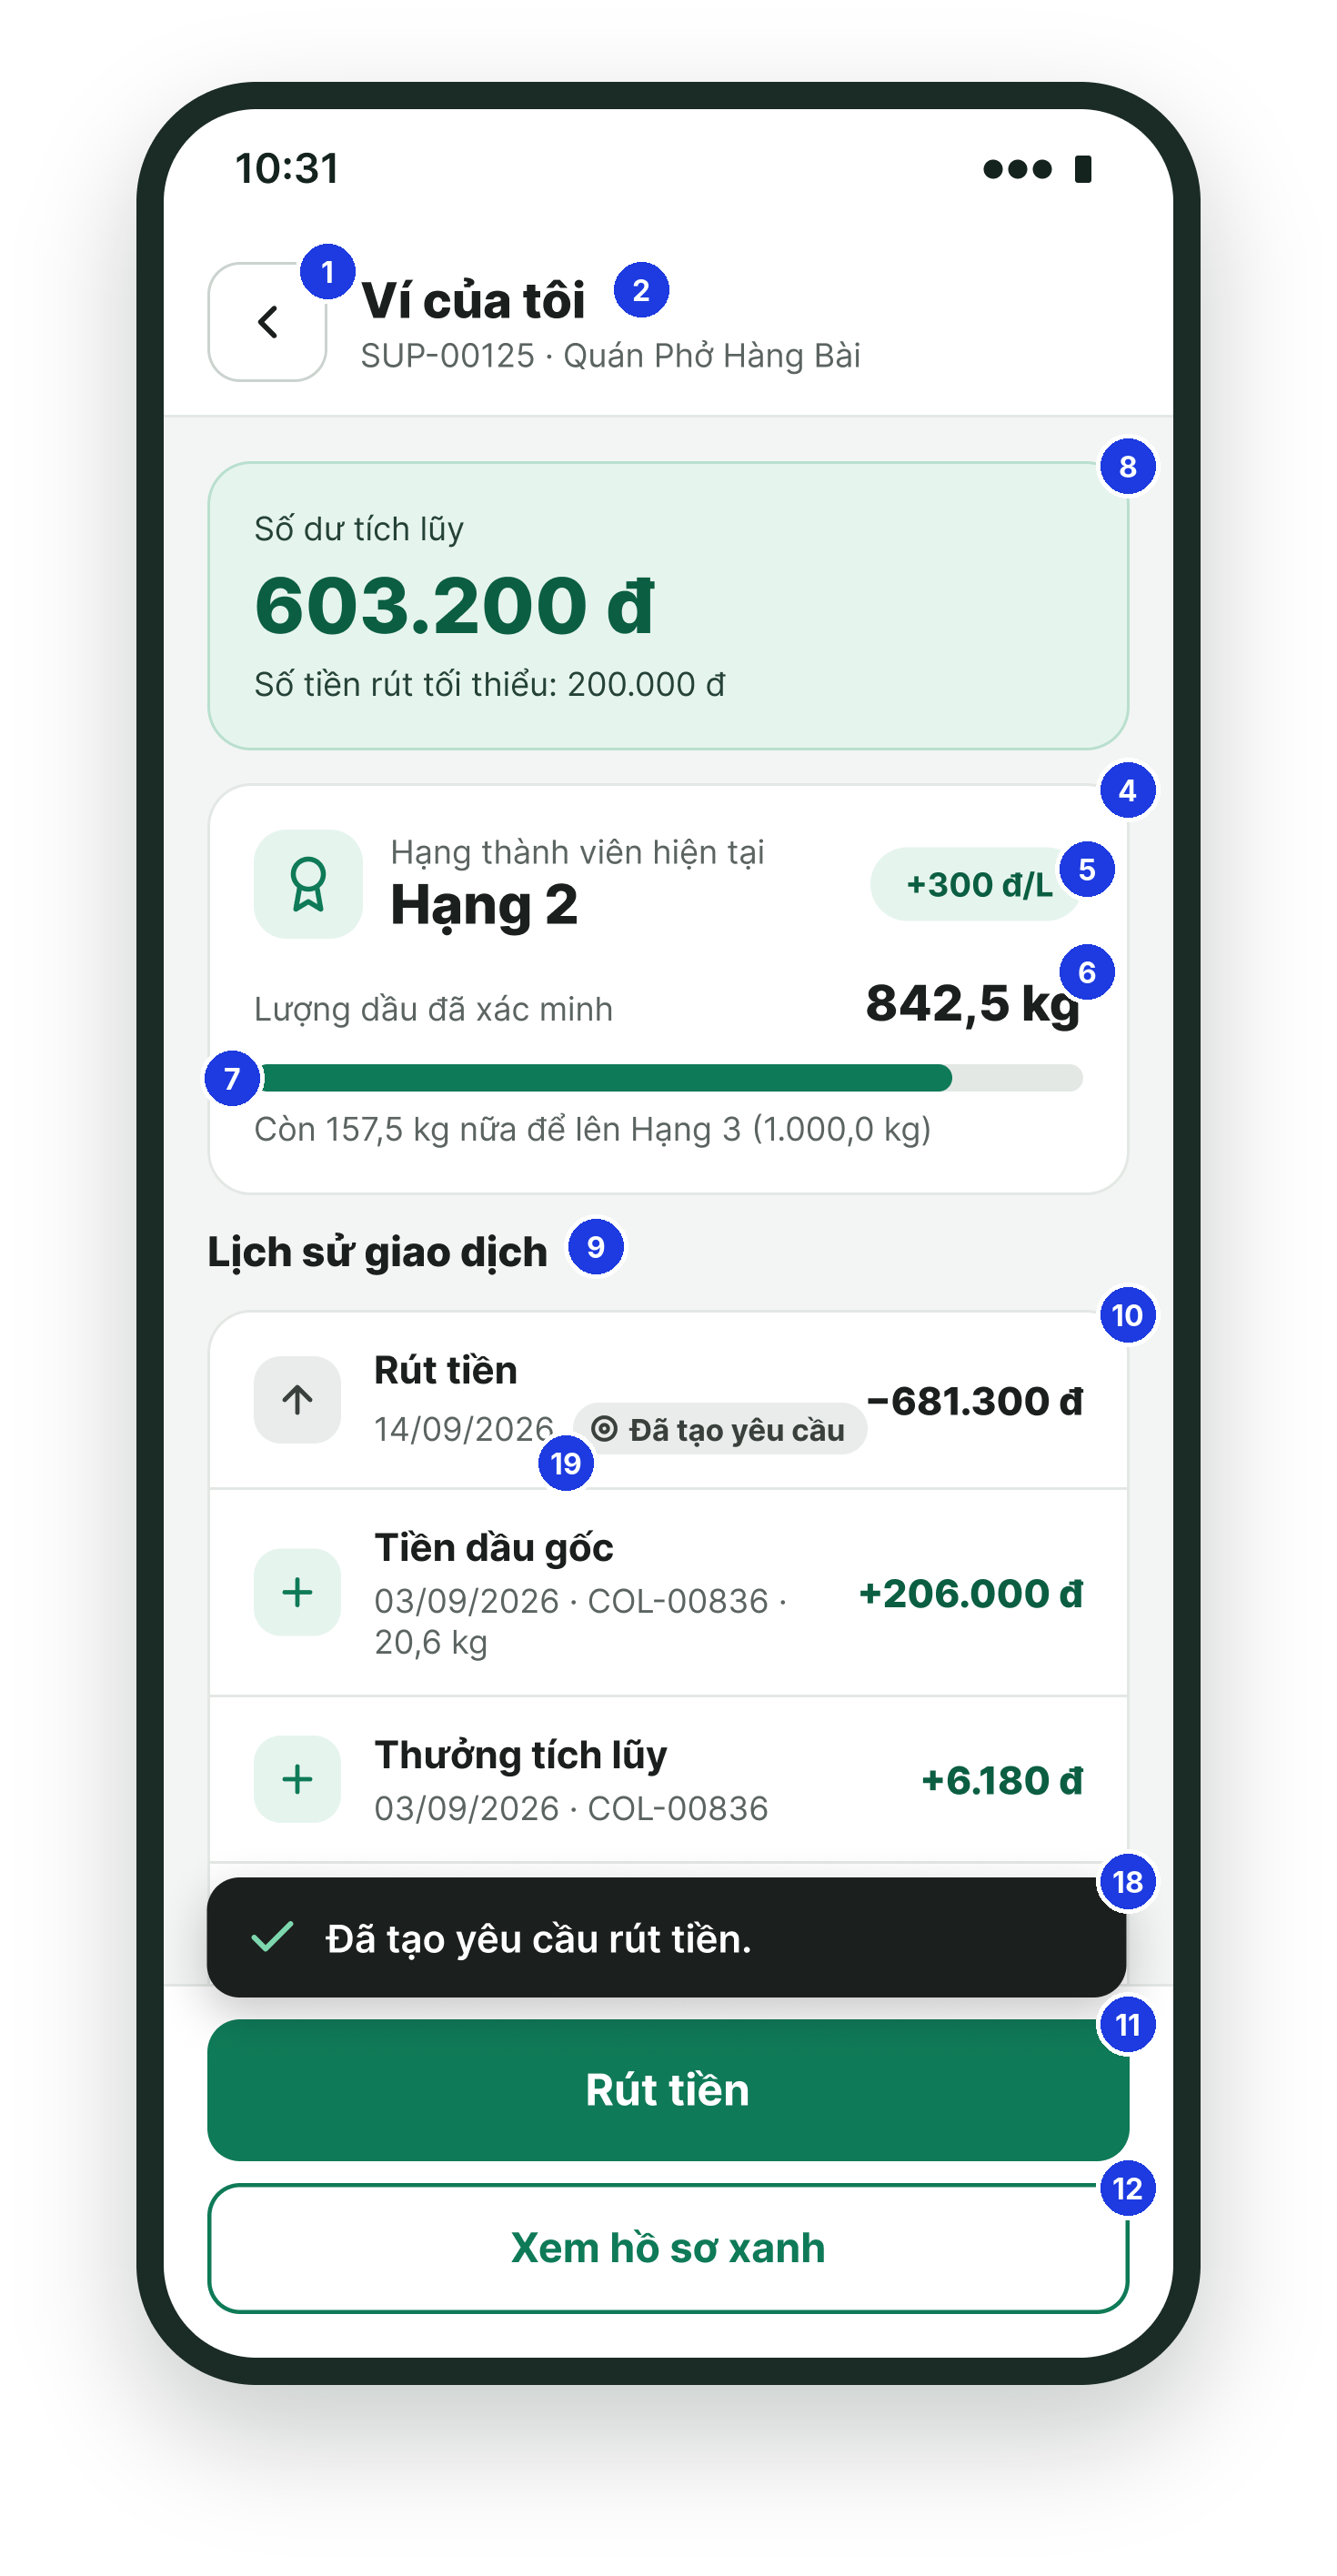 10:31
1
Ví của tôi
2
SUP-00125 · Quán Phở Hàng Bài
8
Số dư tích lũy
603.200 đ
Số tiền rút tối thiểu: 200.000 đ
4
Hạng thành viên hiện tại
Hạng 2
+300 đ/L
5
6
Lượng dầu đã xác minh
842,5 kg
7
Còn 157,5 kg nữa để lên Hạng 3 (1.000,0 kg)
Lịch sử giao dịch
9
10
Rút tiền
−681.300 đ
14/09/2026
Đã tạo yêu cầu
19
Tiền dầu gốc
03/09/2026 · COL-00836 ·
20,6 kg
+206.000 đ
Thưởng tích lũy
03/09/2026 · COL-00836
+6.180 đ
18
Đã tạo yêu cầu rút tiền.
11
Rút tiền
12
Xem hồ sơ xanh